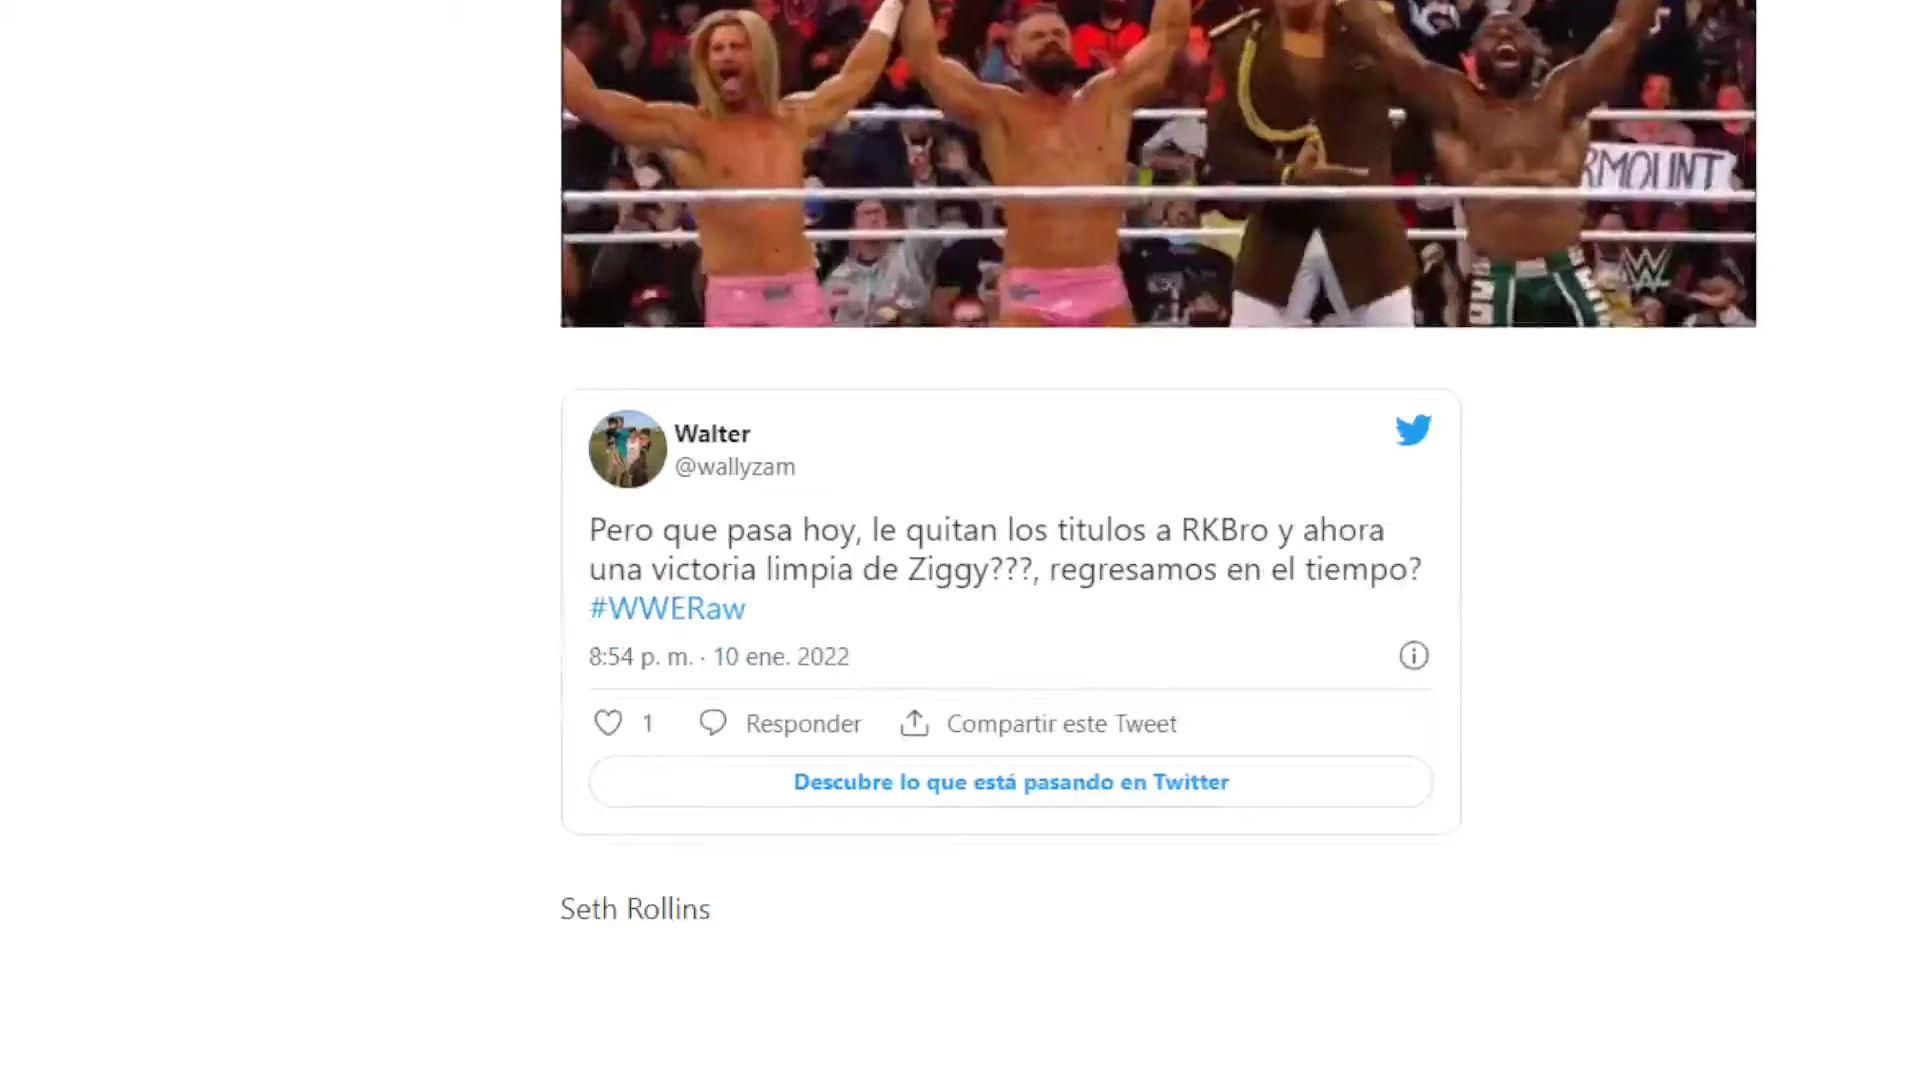 RMOUNT
W
Walter
@wallyzam
Pero que pasa hoy, le quitan los titulos a RKBro y ahora
una victoria limpia de Ziggy???, regresamos en el tiempo?
#WWERaw
8:54 p. m. · 10 ene. 2022
1 Responder Compartir este Tweet
Descubre lo que está pasando en Twitter
Seth Rollins